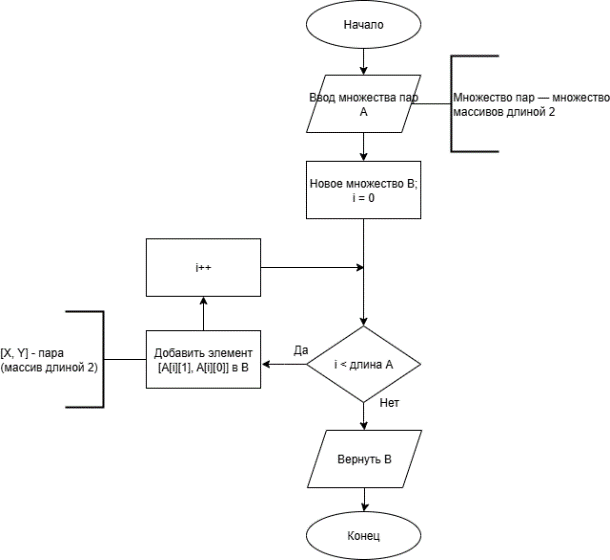 Начало
Ввод множества пар
A
Множество пар — множество
массивов длиной 2
Новое множество B;
i = 0
i++
[X, Y] - пара
(массив длиной 2)
Добавить элемент
[A[i][1], A[i][0]] в B
Да
i < длина A
Нет
Вернуть B
Конец